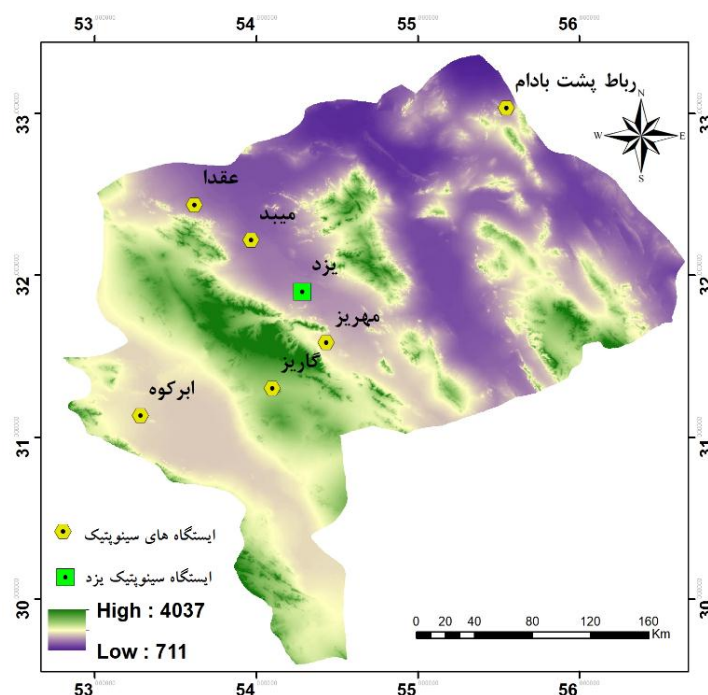 53 54 55 56
33
32
31
30
رباط پشت بادام
N
W E
S
عقدا
میبد
یزد
مهریز
گاریز
ابرکوه
ایستگاه های سینوپتیک
ایستگاه سینوپتیک یزد
High : 4037
Low : 711
0 10 20 40 80 120 160
Km
33
32
31
30
53 54 55 56